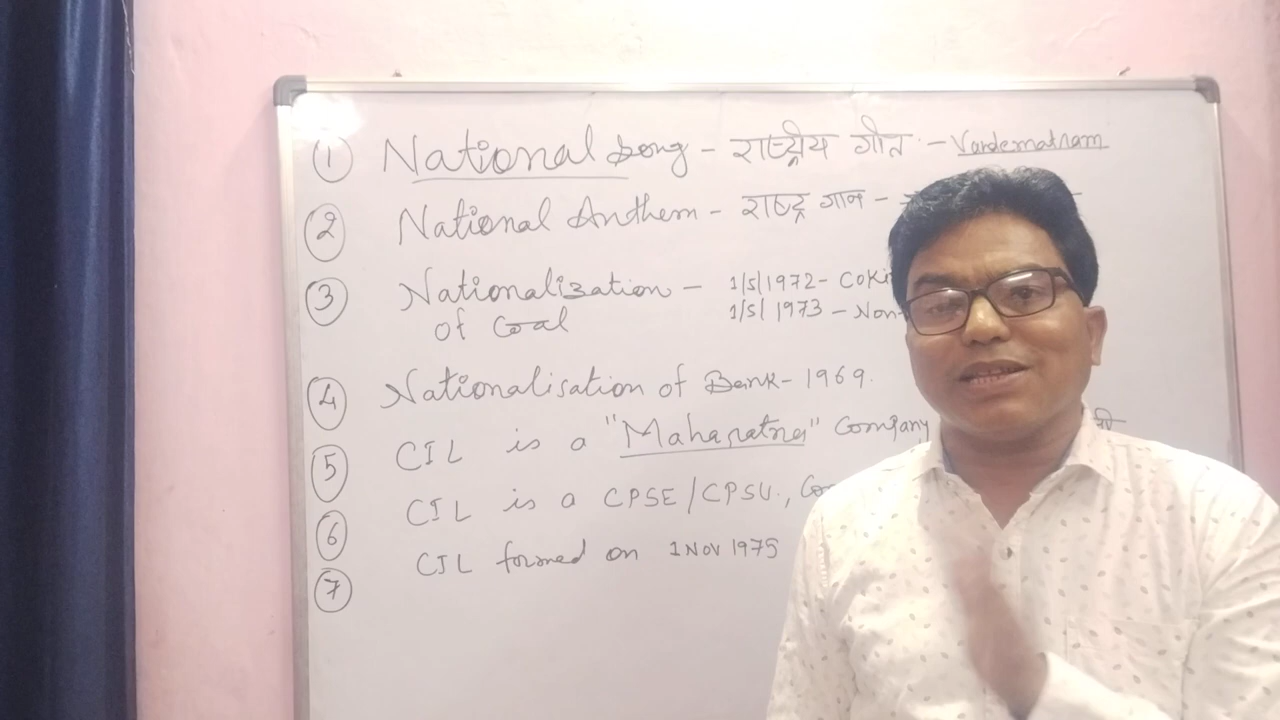 ① National Song - राष्ट्रीय गीत - Vandematram
② National Anthem - राष्ट्र गान -
③ Nationalization - 1/5/1972 -
of Coal 1/5/1973 - Non-
④ Nationalisation of Bank - 1969.
⑤ CIL is a "Maharatna" Company
⑥ CIL is a CPSE/CPSU.,
⑦ CIL formed on 1 NOV 1975